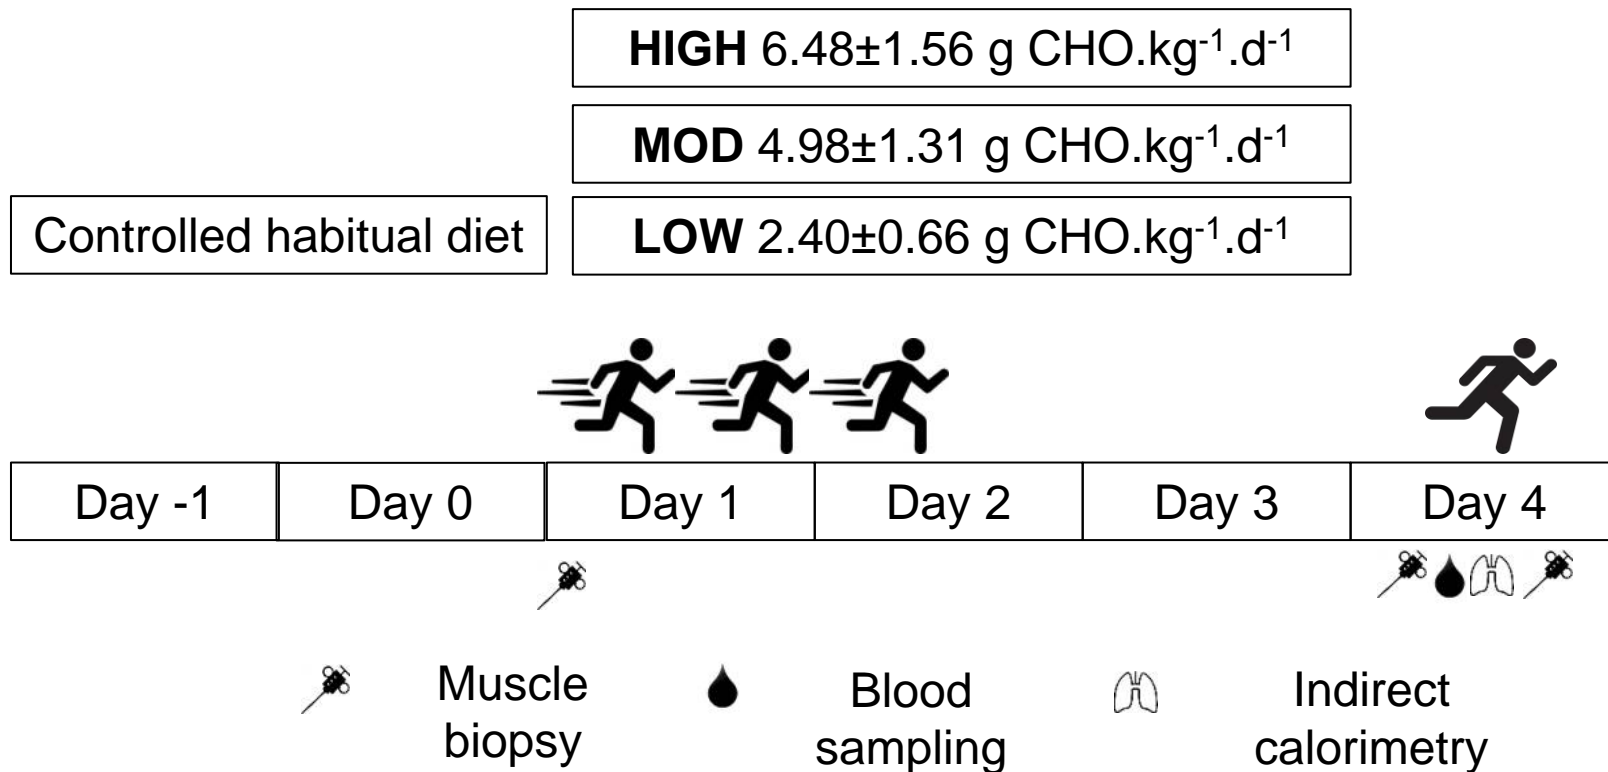 HIGH 6.48±1.56 g CHO.kg⁻¹.d⁻¹
MOD 4.98±1.31 g CHO.kg⁻¹.d⁻¹
Controlled habitual diet
LOW 2.40±0.66 g CHO.kg⁻¹.d⁻¹
Day -1
Day 0
Day 1
Day 2
Day 3
Day 4
Muscle
biopsy
Blood
sampling
Indirect
calorimetry